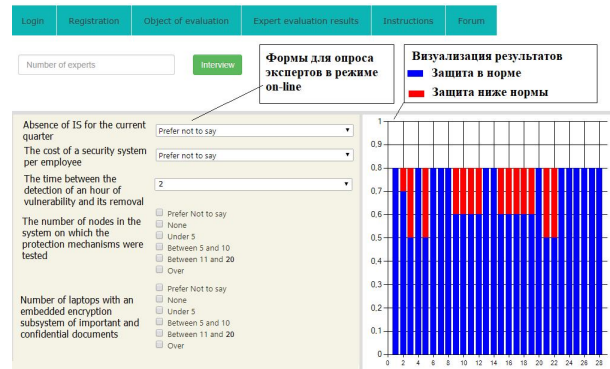 Login Registration Object of evaluation Expert evaluation results Instructions Forum
Number of experts
Interview
Формы для опроса
экспертов в режиме
on-line
Визуализация результатов
Защита в норме
Защита ниже нормы
Absence of IS for the current
quarter
Prefer not to say
The cost of a security system
per employee
Prefer not to say
The time between the
detection of an hour of
vulnerability and its removal
2
The number of nodes in the
system on which the
protection mechanisms were
tested
Prefer Not to say
None
Under 5
Between 5 and 10
Between 11 and 20
Over
Number of laptops with an
embedded encryption
subsystem of important and
confidential documents
Prefer Not to say
None
Under 5
Between 5 and 10
Between 11 and 20
Over
1
0,9
0,8
0,7
0,6
0,5
0,4
0,3
0,2
0,1
0
0 2 4 6 8 10 12 14 16 18 20 22 24 26 28